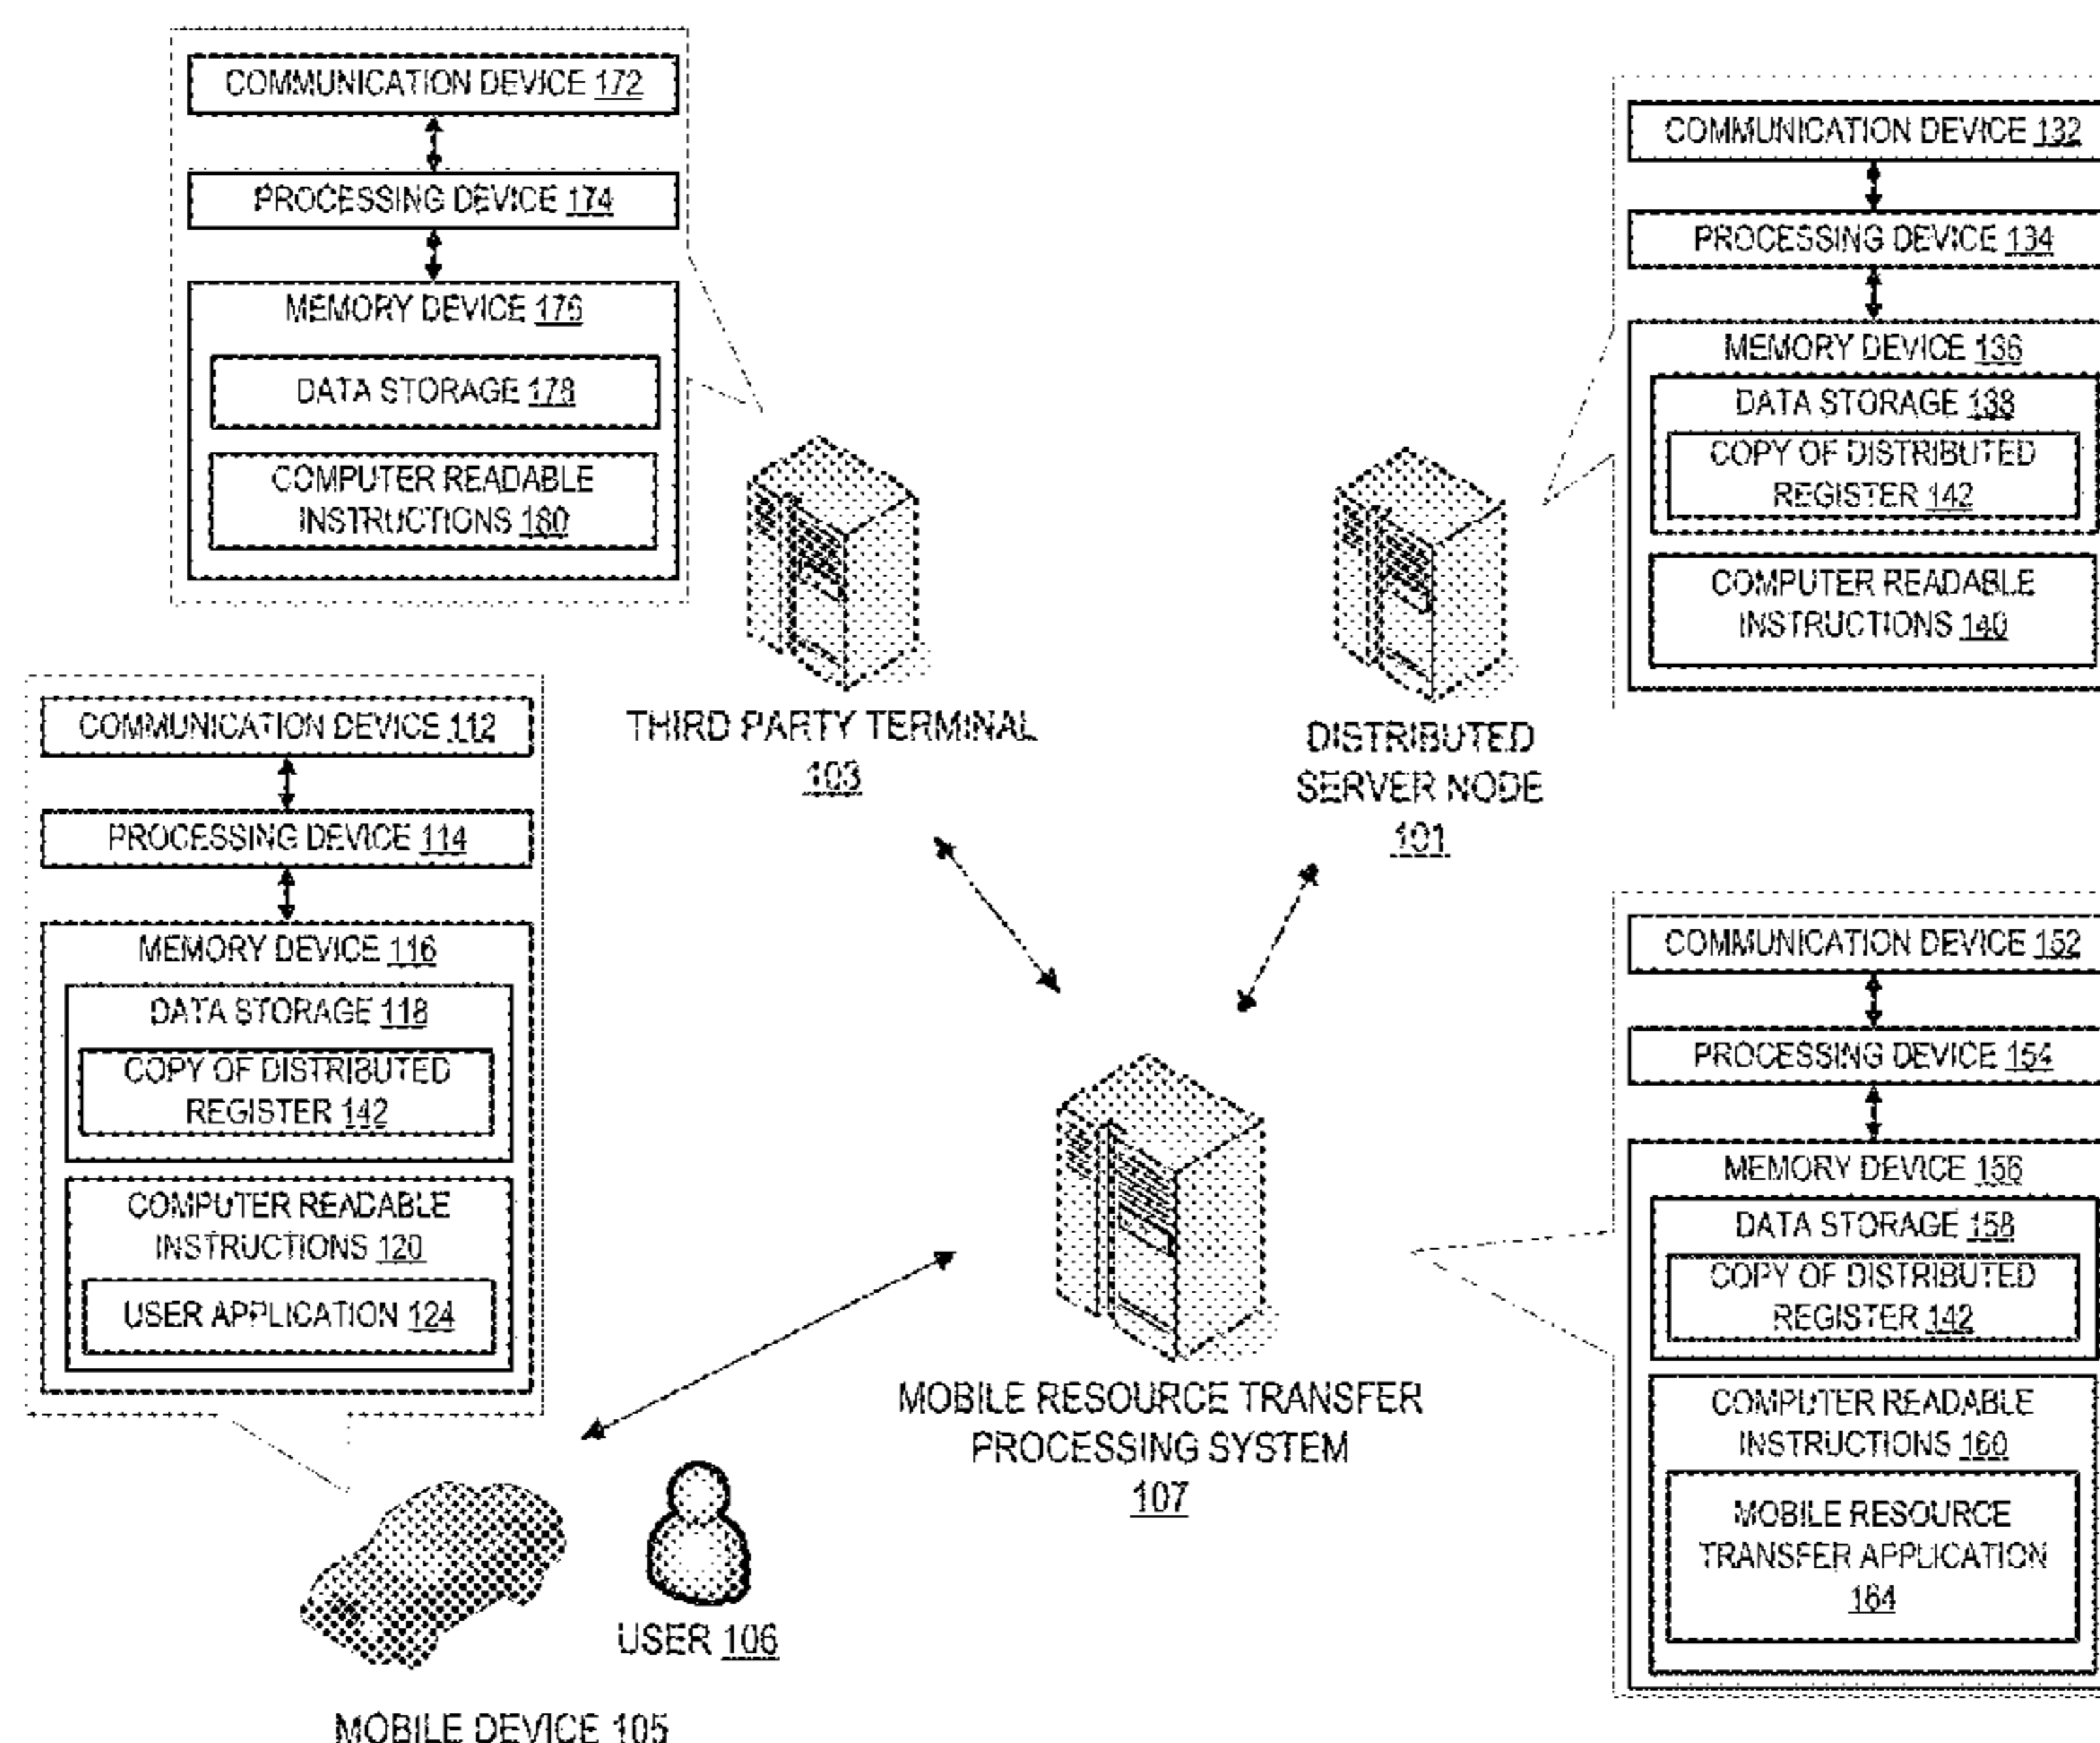 COMMUNICATION DEVICE 172
PROCESSING DEVICE 174
MEMORY DEVICE 176
DATA STORAGE 178
COMPUTER READABLE
INSTRUCTIONS 180
COMMUNICATION DEVICE 132
PROCESSING DEVICE 134
MEMORY DEVICE 136
DATA STORAGE 138
COPY OF DISTRIBUTED
REGISTER 142
COMPUTER READABLE
INSTRUCTIONS 140
THIRD PARTY TERMINAL
103
DISTRIBUTED
SERVER NODE
101
COMMUNICATION DEVICE 112
PROCESSING DEVICE 114
MEMORY DEVICE 116
DATA STORAGE 118
COPY OF DISTRIBUTED
REGISTER 142
COMPUTER READABLE
INSTRUCTIONS 120
USER APPLICATION 124
COMMUNICATION DEVICE 152
PROCESSING DEVICE 154
MEMORY DEVICE 156
DATA STORAGE 158
COPY OF DISTRIBUTED
REGISTER 142
COMPUTER READABLE
INSTRUCTIONS 160
MOBILE RESOURCE
TRANSFER APPLICATION
164
MOBILE RESOURCE TRANSFER
PROCESSING SYSTEM
107
USER 106
MOBILE DEVICE 105